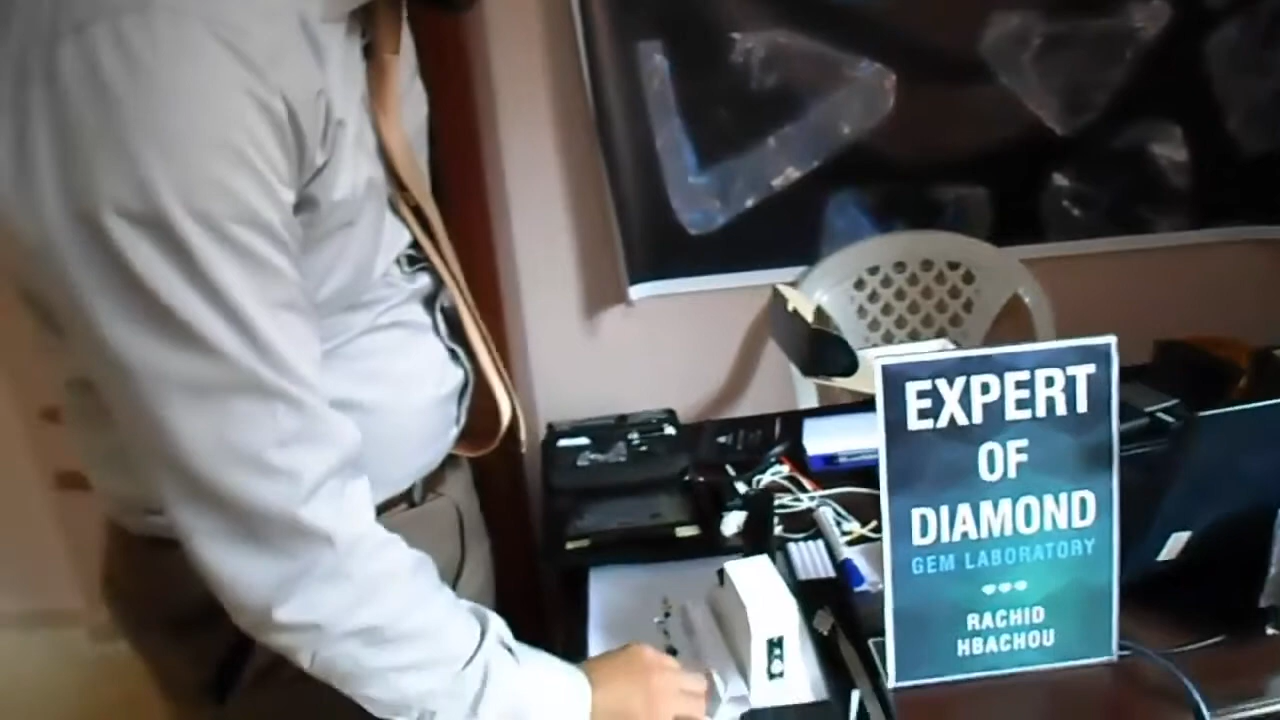 EXPERT
OF
DIAMOND
GEM LABORATORY
RACHID
HBACHOU